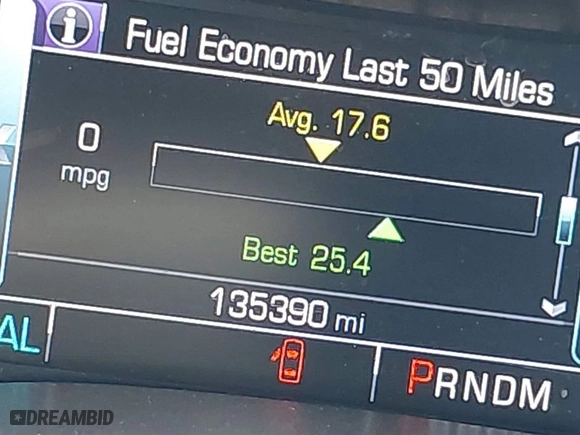 Fuel Economy Last 50 Miles
Avg. 17.6
0
mpg
Best 25.4
135390 mi
AL
PRNDM
DREAMBID